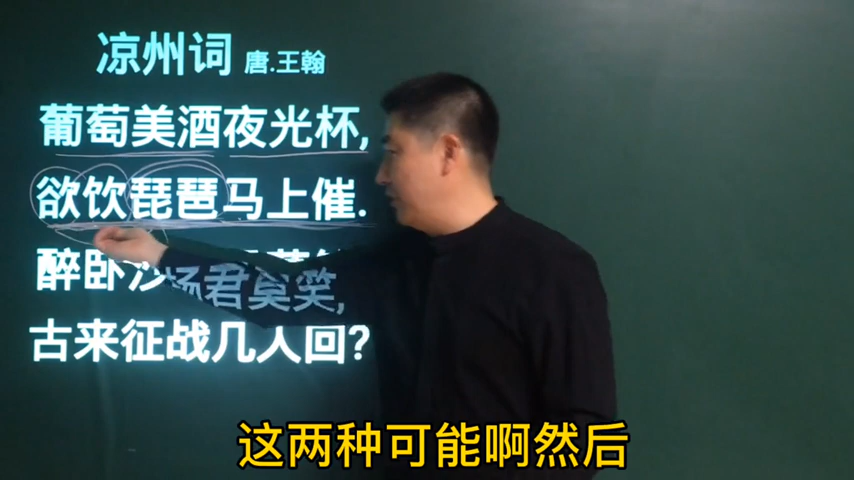 凉州词 唐.王翰
葡萄美酒夜光杯,
欲饮琵琶马上催.
醉卧沙场君莫笑,
古来征战几人回?
这两种可能啊然后